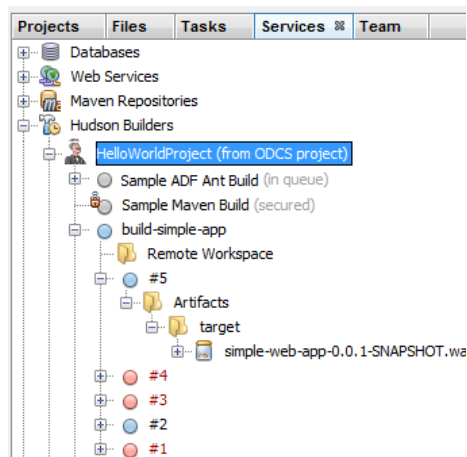 Projects Files Tasks Services Team
Databases
Web Services
Maven Repositories
Hudson Builders
HelloWorldProject (from ODCS project)
Sample ADF Ant Build (in queue)
Sample Maven Build (secured)
build-simple-app
Remote Workspace
#5
Artifacts
target
simple-web-app-0.0.1-SNAPSHOT.wa
#4
#3
#2
#1